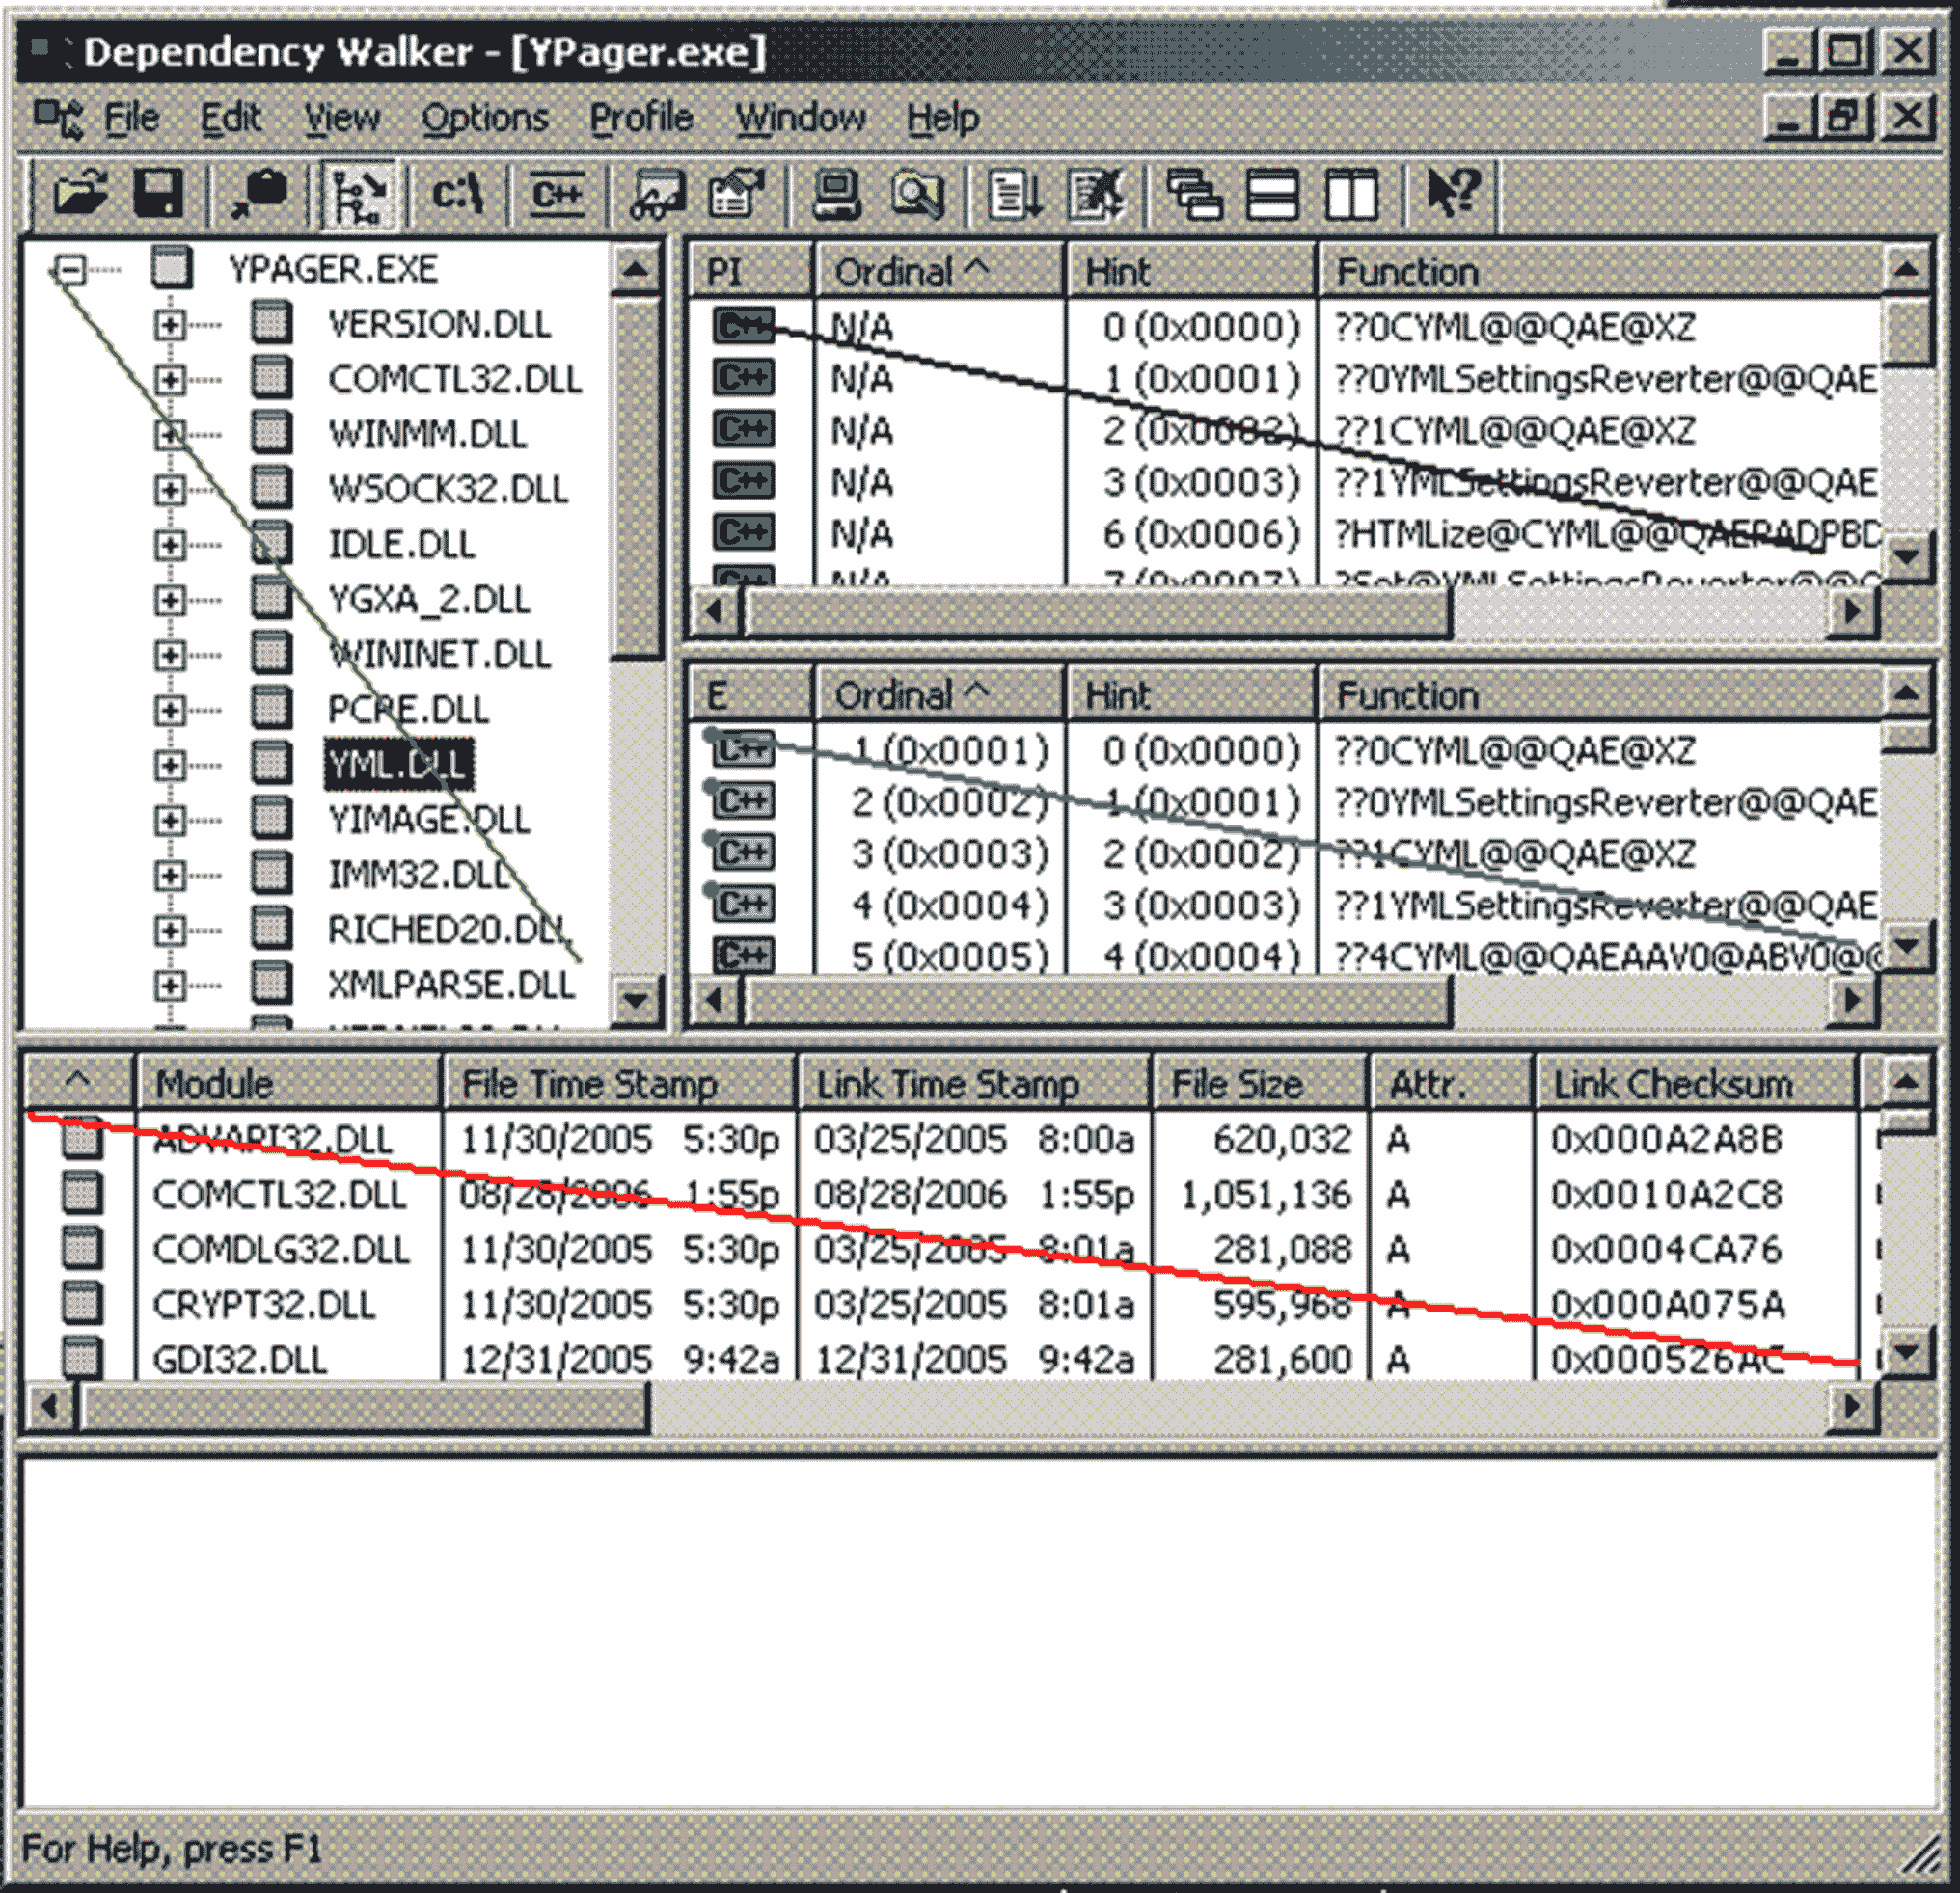 Dependency Walker - [YPager.exe]
File Edit View Options Profile Window Help
C:\ C++
YPAGER.EXE
VERSION.DLL
COMCTL32.DLL
WINMM.DLL
WSOCK32.DLL
IDLE.DLL
YGXA_2.DLL
WININET.DLL
PCRE.DLL
YML.DLL
YIMAGE.DLL
IMM32.DLL
RICHED20.DLL
XMLPARSE.DLL
PI Ordinal ^ Hint Function
C++ N/A 0 (0x0000) ??0CYML@@QAE@XZ
C++ N/A 1 (0x0001) ??0YMLSettingsReverter@@QAE
C++ N/A 2 (0x0002) ??1CYML@@QAE@XZ
C++ N/A 3 (0x0003) ??1YMLSettingsReverter@@QAE
C++ N/A 6 (0x0006) ?HTMLize@CYML@@QAEPADPBD
C++ N/A 7 (0x0007) ?Set@YMLSettingsReverter@@Q
E Ordinal ^ Hint Function
C++ 1 (0x0001) 0 (0x0000) ??0CYML@@QAE@XZ
C++ 2 (0x0002) 1 (0x0001) ??0YMLSettingsReverter@@QAE
C++ 3 (0x0003) 2 (0x0002) ??1CYML@@QAE@XZ
C++ 4 (0x0004) 3 (0x0003) ??1YMLSettingsReverter@@QAE
C++ 5 (0x0005) 4 (0x0004) ??4CYML@@QAEAAV0@ABV0@@
^ Module File Time Stamp Link Time Stamp File Size Attr. Link Checksum
ADVAPI32.DLL 11/30/2005 5:30p 03/25/2005 8:00a 620,032 A 0x000A2A8B
COMCTL32.DLL 08/28/2006 1:55p 08/28/2006 1:55p 1,051,136 A 0x0010A2C8
COMDLG32.DLL 11/30/2005 5:30p 03/25/2005 8:01a 281,088 A 0x0004CA76
CRYPT32.DLL 11/30/2005 5:30p 03/25/2005 8:01a 595,968 A 0x000A075A
GDI32.DLL 12/31/2005 9:42a 12/31/2005 9:42a 281,600 A 0x000526AC
For Help, press F1